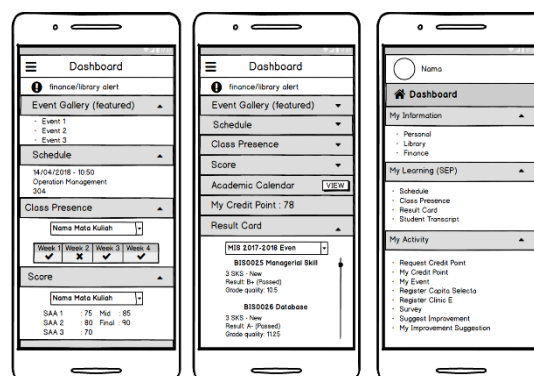 Dashboard
finance/library alert
Event Gallery (featured)
- Event 1
- Event 2
- Event 3
Schedule
14/04/2018 - 10:50
Operation Management
304
Class Presence
Nama Mata Kuliah
Week 1 Week 2 Week 3 Week 4
Score
Nama Mata Kuliah
SAA 1 : 75 Mid : 85
SAA 2 : 80 Final : 90
SAA 3 : 70
Dashboard
finance/library alert
Event Gallery (featured)
Schedule
Class Presence
Score
Academic Calendar VIEW
My Credit Point : 78
Result Card
MIS 2017-2018 Even
BIS0025 Managerial Skill
3 SKS - New
Result: B+ (Passed)
Grade quality: 10.5
BIS0026 Database
3 SKS - New
Result: A- (Passed)
Grade quality: 11.25
Nama
Dashboard
My Information
- Personal
- Library
- Finance
My Learning (SEP)
- Schedule
- Class Presence
- Result Card
- Student Transcript
My Activity
- Request Credit Point
- My Credit Point
- My Event
- Register Capita Selecta
- Register Clinic E
- Survey
- Suggest Improvement
- My Improvement Suggestion